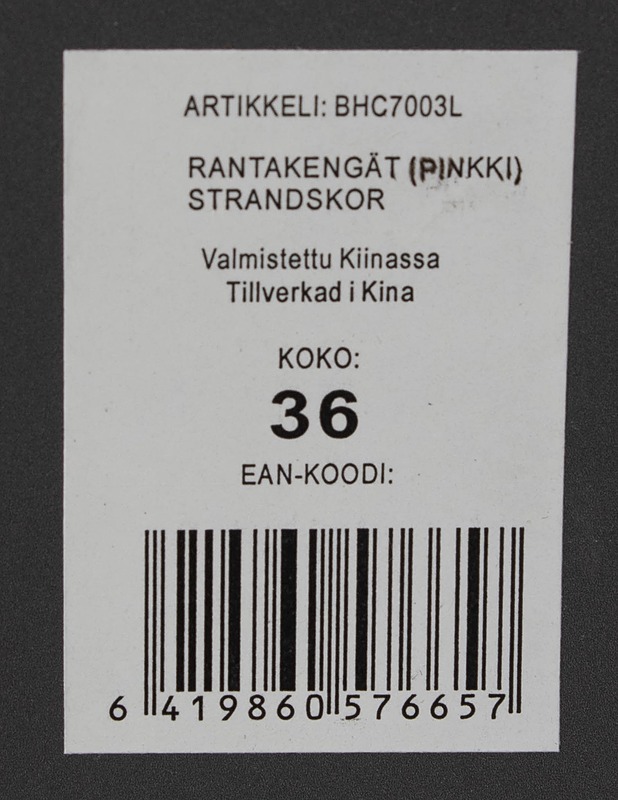 ARTIKKELI: BHC7003L
RANTAKENGÄT (PINKKI)
STRANDSKOR
Valmistettu Kiinassa
Tillverkad i Kina
KOKO:
36
EAN-KOODI:
6 419860 576657